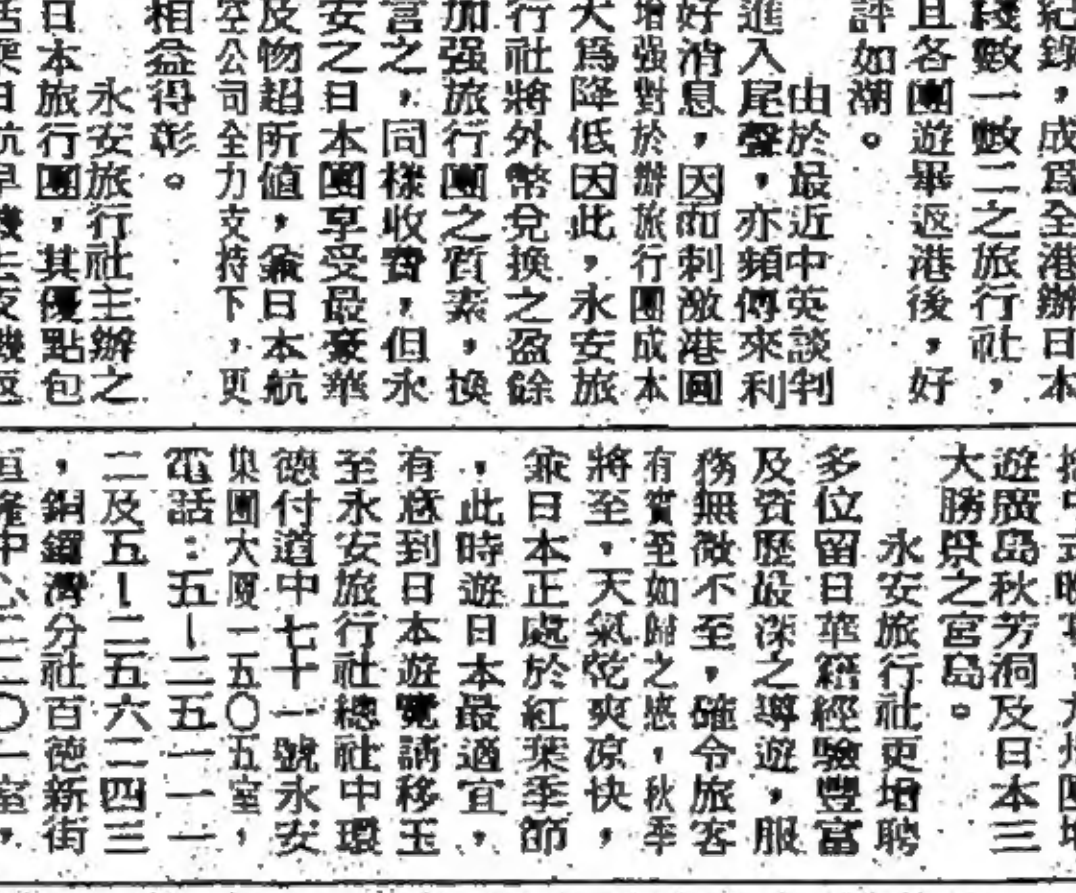 紀錄，成爲全港辦日本
錢數一數二之旅行社，
且各團遊畢返港後，好
評如潮。
由於最近中英談判
進入尾聲，亦頻傳來利
好消息，因而刺激港圓
增强對於辦旅行團成本
大爲降低因此，永安旅
行社將外幣兌換之盈餘
加强旅行團之質素，換
言之，同樣收費，但永
安之日本團享受最豪華
及物超所值，兼日本航
空公司全力支持下，更
相益得彰。
永安旅行社主辦之
日本旅行團，其優點包
括乘日航早機去夜機返
遊廣島秋芳洞及日本三
大勝景之宮島。
永安旅行社更增聘
多位留日華籍經驗豐富
及資歷最深之導遊，服
務無微不至，確令旅客
有賓至如歸之感，秋季
將至，天氣乾爽凉快，
兼日本正處於紅葉季節
，此時遊日本最適宜，
有意到日本遊覽請移玉
至永安旅行社總社中環
德付道中七十一號永安
集團大厦一五〇五室，
電話：五－二五一一一
二及五－二五六二四三
，銅鑼灣分社百德新街
恒隆中心二二〇一室，